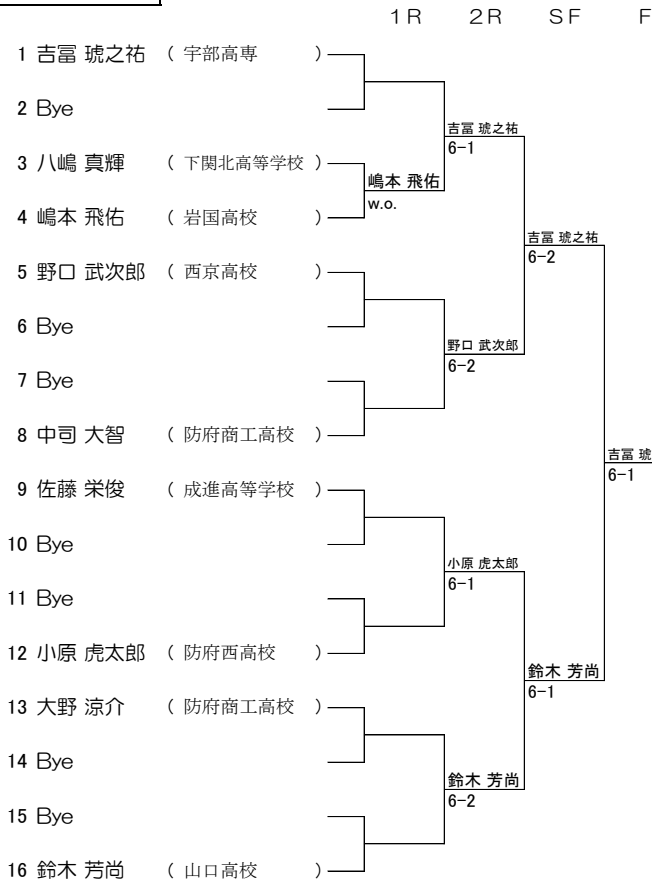 1R 2R SF F
1 吉冨 琥之祐 ( 宇部高専 )
2 Bye
吉冨 琥之祐
6-1
3 八嶋 真輝 ( 下関北高等学校 )
嶋本 飛佑
w.o.
4 嶋本 飛佑 ( 岩国高校 )
吉冨 琥之祐
6-2
5 野口 武次郎 ( 西京高校 )
6 Bye
野口 武次郎
6-2
7 Bye
8 中司 大智 ( 防府商工高校 )
吉冨 琥
6-1
9 佐藤 栄俊 ( 成進高等学校 )
10 Bye
小原 虎太郎
6-1
11 Bye
12 小原 虎太郎 ( 防府西高校 )
鈴木 芳尚
6-1
13 大野 涼介 ( 防府商工高校 )
14 Bye
鈴木 芳尚
6-2
15 Bye
16 鈴木 芳尚 ( 山口高校 )